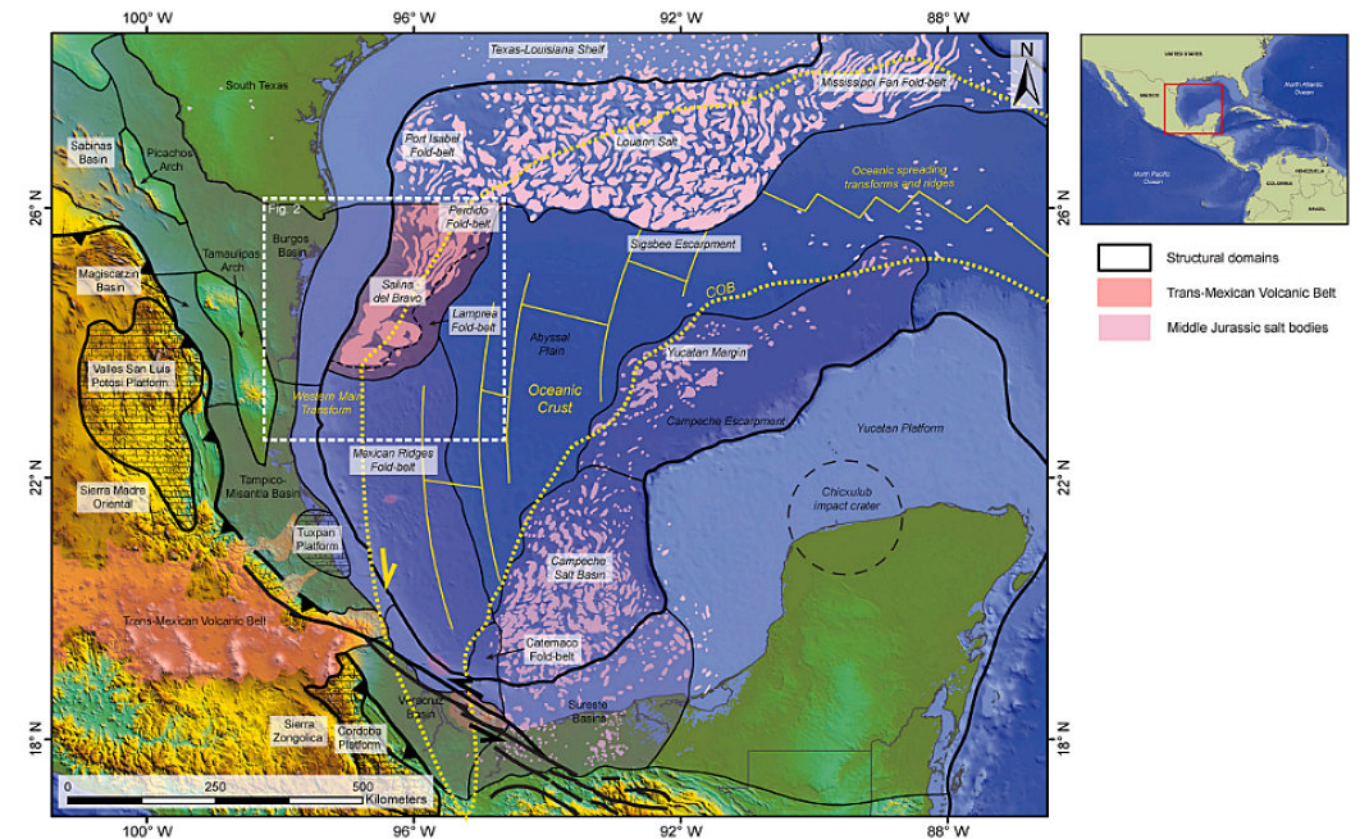 100° W
96° W
92° W
88° W
Texas-Louisiana Shelf
N
South Texas
Mississippi Fan Fold-belt
Port Isabel
Fold-belt
Louann Salt
Sabinas
Basin
Picachos
Arch
Oceanic spreading
transforms and ridges
26° N
26° N
Fig. 2
Perdido
Fold-belt
Burgos
Basin
Sigsbee Escarpment
Tamaulipas
Arch
Magiscatzin
Basin
Salina
del Bravo
COB
Lamprea
Fold-belt
Abyssal
Plain
Yucatan Margin
Valles San Luis
Potosi Platform
Oceanic
Crust
Western Main
Transform
Campeche Escarpment
Yucatan Platform
Mexican Ridges
Fold-belt
22° N
22° N
Tampico-
Misantla Basin
Sierra Madre
Oriental
Chicxulub
impact crater
Tuxpan
Platform
Campeche
Salt Basin
Trans-Mexican Volcanic Belt
Catemaco
Fold-belt
Veracruz
Basin
Sureste
Basins
Sierra
Zongolica
Cordoba
Platform
18° N
18° N
0
250
500
Kilometers
100° W
96° W
92° W
88° W
UNITED STATES
MEXICO
North Atlantic
Ocean
North Pacific
Ocean
VENEZUELA
COLOMBIA
BRASIL
Structural domains
Trans-Mexican Volcanic Belt
Middle Jurassic salt bodies